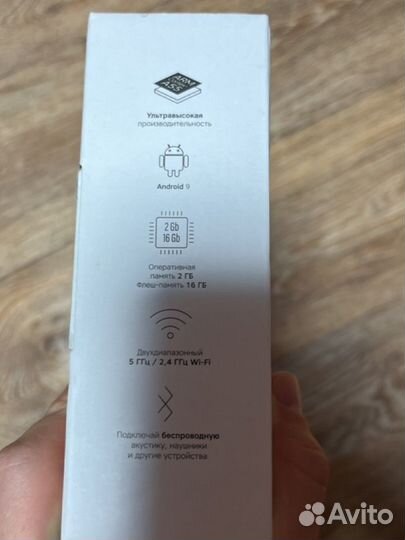 ARM
A55
Ультравысокая
производительность
Android 9
2 Gb
16 Gb
Оперативная
память 2 ГБ
Флеш-память 16 ГБ
Двухдиапазонный
5 ГГц / 2,4 ГГц Wi-Fi
Подключай беспроводную
акустику, наушники
и другие устройства
Avito